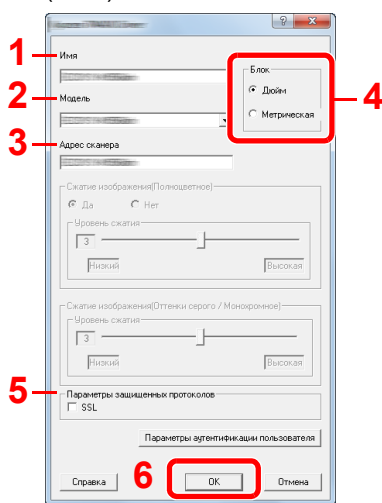 1
Имя
Блок
2
Дюйм
4
Модель
Метрическая
3
Адрес сканера
Сжатие изображения(Полноцветное)
Да
Нет
Уровень сжатия
3
Низкий
Высокая
Сжатие изображения(Оттенки серого / Монохромное)
Уровень сжатия
3
Низкий
Высокая
5
Параметры защищенных протоколов
SSL
Параметры аутентификации пользователя
Справка
6
OK
Отмена